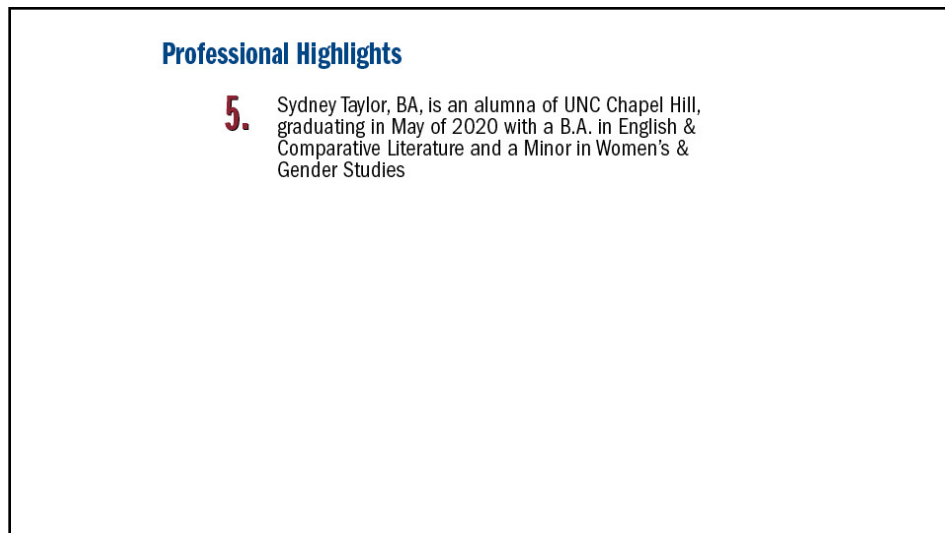 Professional Highlights
5.
Sydney Taylor, BA, is an alumna of UNC Chapel Hill,
graduating in May of 2020 with a B.A. in English &
Comparative Literature and a Minor in Women’s &
Gender Studies